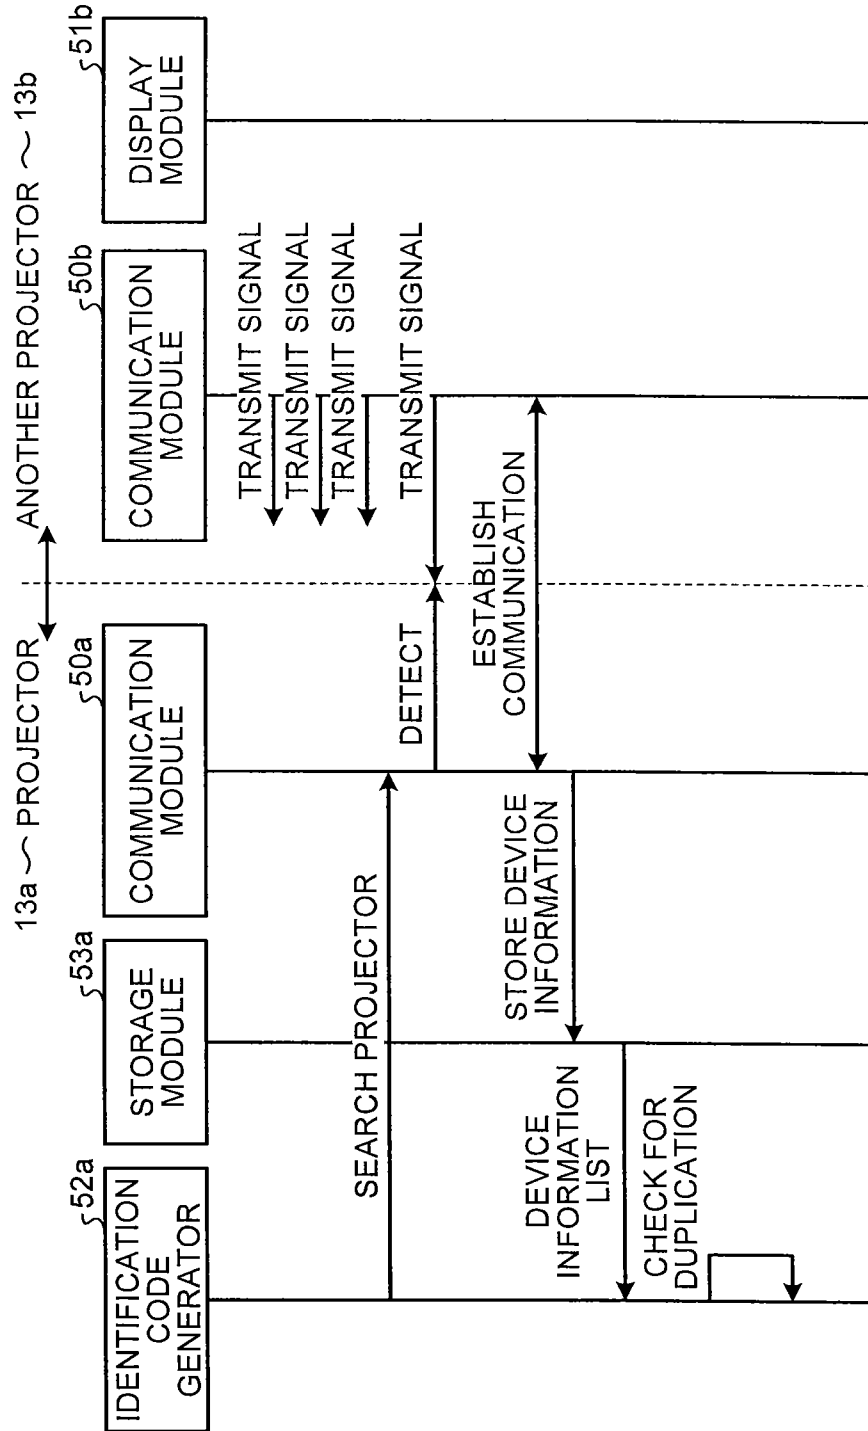 13a ~ PROJECTOR
ANOTHER PROJECTOR ~ 13b
52a
IDENTIFICATION
CODE
GENERATOR
53a
STORAGE
MODULE
50a
COMMUNICATION
MODULE
50b
COMMUNICATION
MODULE
51b
DISPLAY
MODULE
TRANSMIT SIGNAL
TRANSMIT SIGNAL
TRANSMIT SIGNAL
SEARCH PROJECTOR
DETECT
TRANSMIT SIGNAL
ESTABLISH
COMMUNICATION
STORE DEVICE
INFORMATION
DEVICE
INFORMATION
LIST
CHECK FOR
DUPLICATION